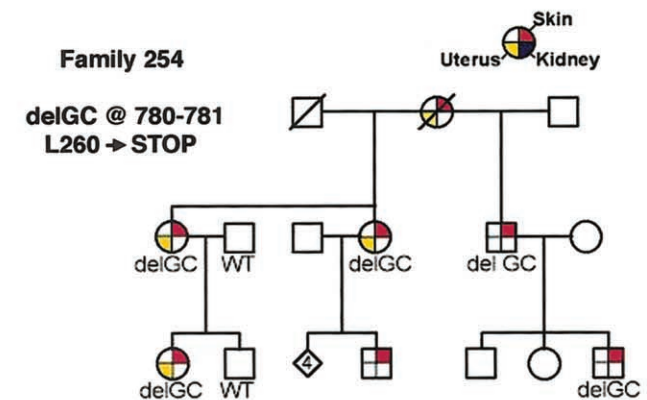 Skin
Family 254
Uterus Kidney
delGC @ 780-781
L260 → STOP
delGC WT delGC del GC
4
delGC WT delGC